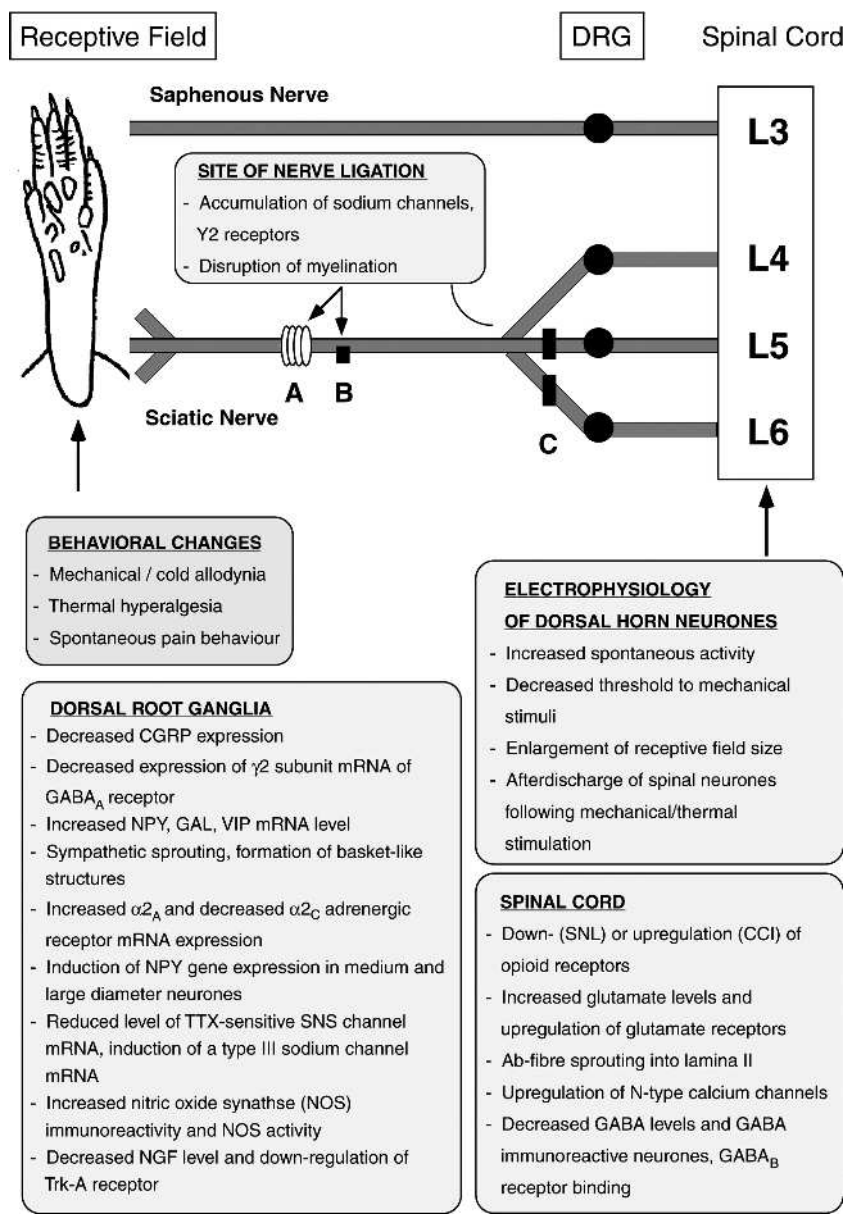 Receptive Field
DRG
Spinal Cord
Saphenous Nerve
L3
SITE OF NERVE LIGATION
- Accumulation of sodium channels,
Y2 receptors
- Disruption of myelination
L4
L5
A
B
Sciatic Nerve
C
L6
BEHAVIORAL CHANGES
- Mechanical / cold allodynia
- Thermal hyperalgesia
- Spontaneous pain behaviour
DORSAL ROOT GANGLIA
- Decreased CGRP expression
- Decreased expression of γ2 subunit mRNA of
GABA_A receptor
- Increased NPY, GAL, VIP mRNA level
- Sympathetic sprouting, formation of basket-like
structures
- Increased α2_A and decreased α2_C adrenergic
receptor mRNA expression
- Induction of NPY gene expression in medium and
large diameter neurones
- Reduced level of TTX-sensitive SNS channel
mRNA, induction of a type III sodium channel
mRNA
- Increased nitric oxide synathse (NOS)
immunoreactivity and NOS activity
- Decreased NGF level and down-regulation of
Trk-A receptor
ELECTROPHYSIOLOGY
OF DORSAL HORN NEURONES
- Increased spontaneous activity
- Decreased threshold to mechanical
stimuli
- Enlargement of receptive field size
- Afterdischarge of spinal neurones
following mechanical/thermal
stimulation
SPINAL CORD
- Down- (SNL) or upregulation (CCI) of
opioid receptors
- Increased glutamate levels and
upregulation of glutamate receptors
- Ab-fibre sprouting into lamina II
- Upregulation of N-type calcium channels
- Decreased GABA levels and GABA
immunoreactive neurones, GABA_B
receptor binding